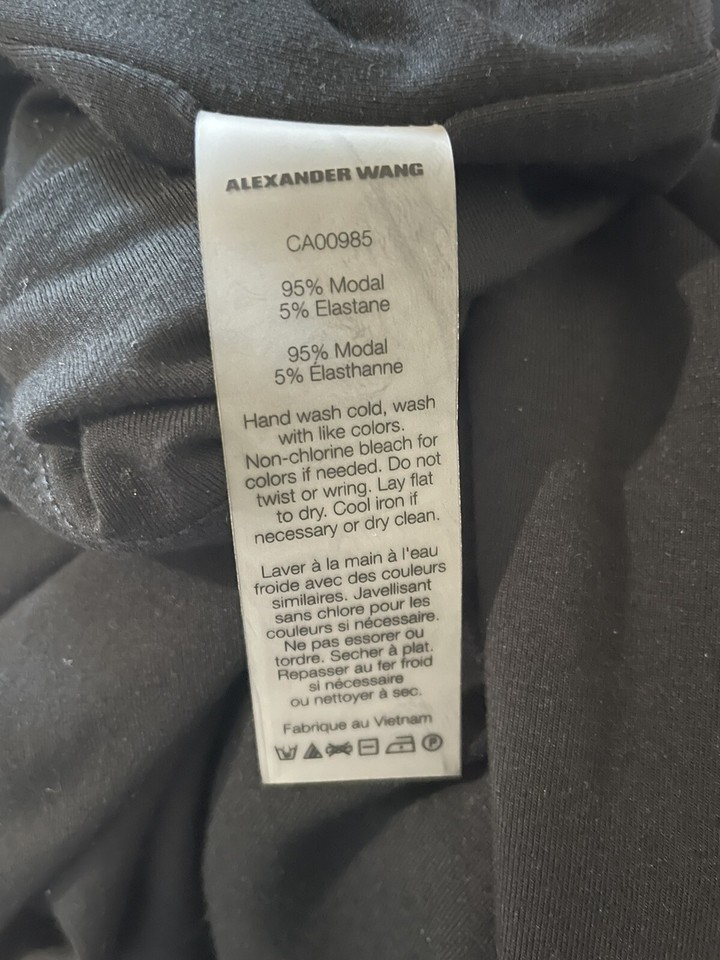 ALEXANDER WANG
CA00985
95% Modal
5% Elastane
95% Modal
5% Élasthanne
Hand wash cold, wash
with like colors.
Non-chlorine bleach for
colors if needed. Do not
twist or wring. Lay flat
to dry. Cool iron if
necessary or dry clean.
Laver à la main à l'eau
froide avec des couleurs
similaires. Javellisant
sans chlore pour les
couleurs si nécessaire.
Ne pas essorer ou
tordre. Secher à plat.
Repasser au fer froid
si nécessaire
ou nettoyer à sec.
Fabrique au Vietnam
P